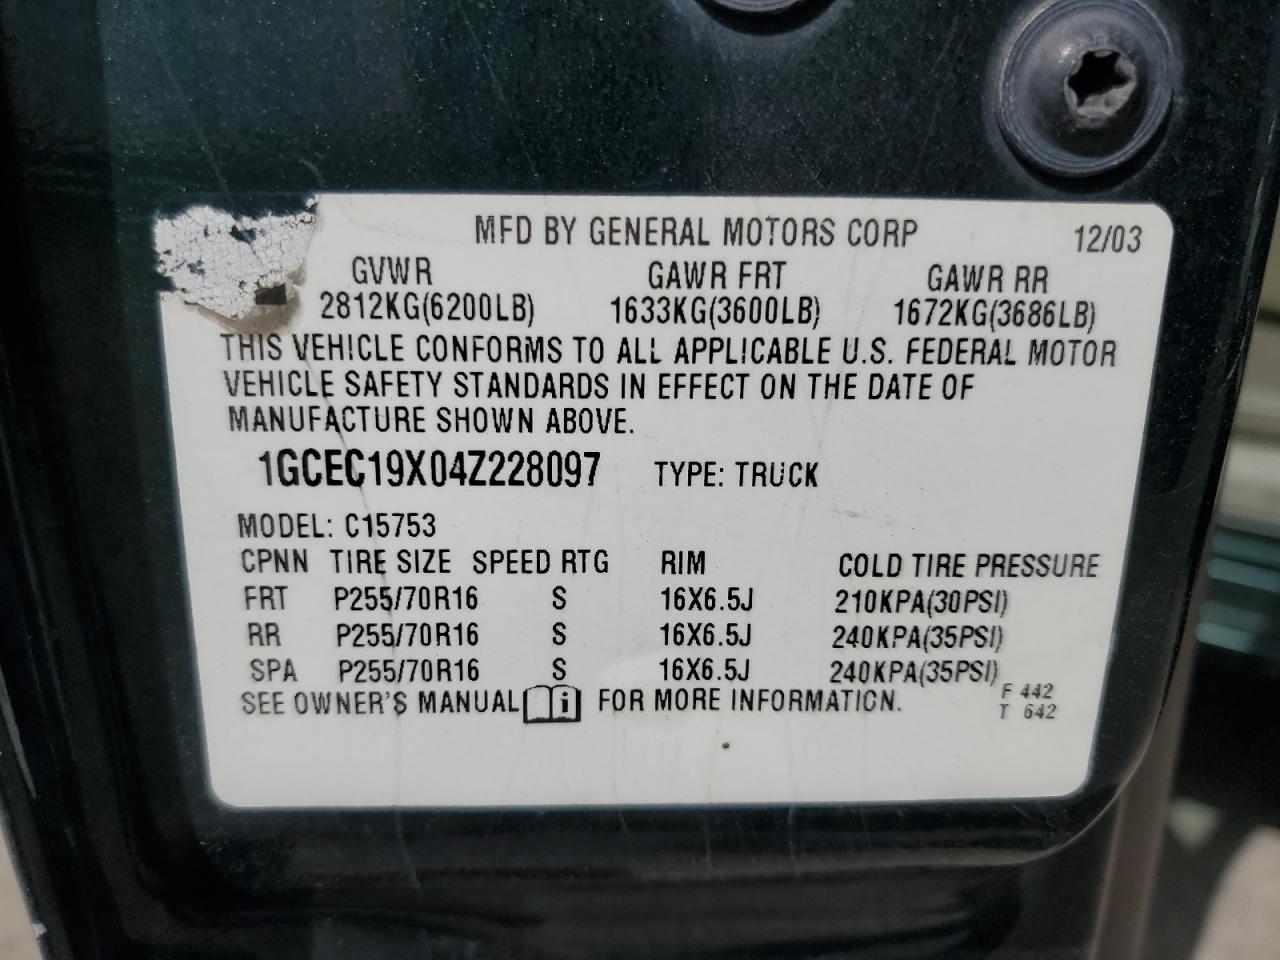 MFD BY GENERAL MOTORS CORP 12/03
GVWR GAWR FRT GAWR RR
2812KG(6200LB) 1633KG(3600LB) 1672KG(3686LB)
THIS VEHICLE CONFORMS TO ALL APPLICABLE U.S. FEDERAL MOTOR
VEHICLE SAFETY STANDARDS IN EFFECT ON THE DATE OF
MANUFACTURE SHOWN ABOVE.
1GCEC19X04Z228097 TYPE: TRUCK
MODEL: C15753
CPNN TIRE SIZE SPEED RTG RIM COLD TIRE PRESSURE
FRT P255/70R16 S 16X6.5J 210KPA(30PSI)
RR P255/70R16 S 16X6.5J 240KPA(35PSI)
SPA P255/70R16 S 16X6.5J 240KPA(35PSI)
SEE OWNER'S MANUAL i FOR MORE INFORMATION.
F 442
T 642